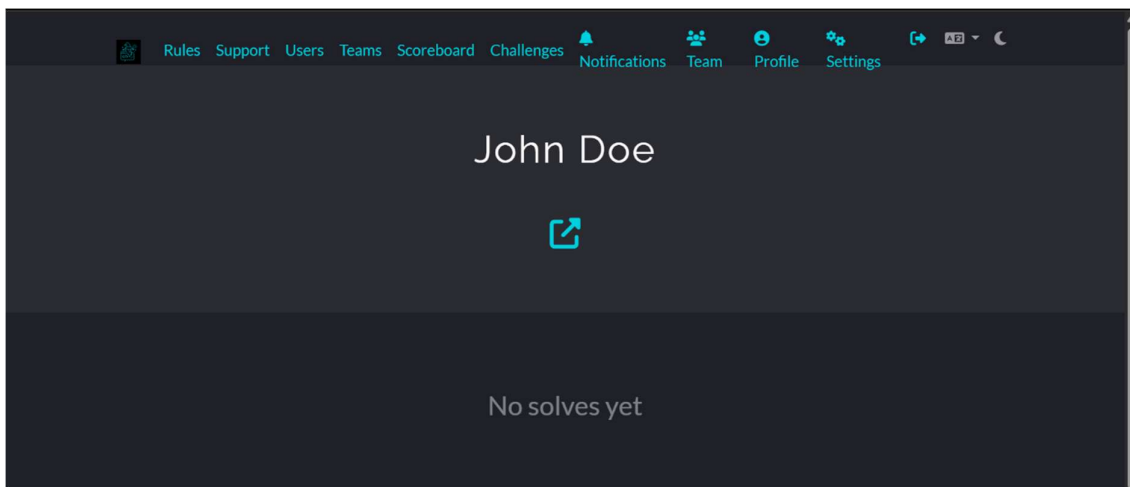 Rules Support Users Teams Scoreboard Challenges Notifications Team Profile Settings
John Doe
No solves yet